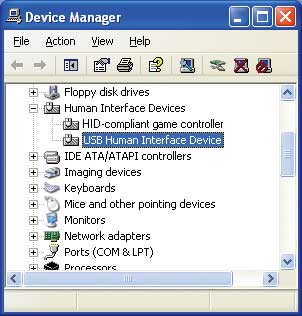 Device Manager
File Action View Help
Floppy disk drives
Human Interface Devices
HID-compliant game controller
USB Human Interface Device
IDE ATA/ATAPI controllers
Imaging devices
Keyboards
Mice and other pointing devices
Monitors
Network adapters
Ports (COM & LPT)
Processors